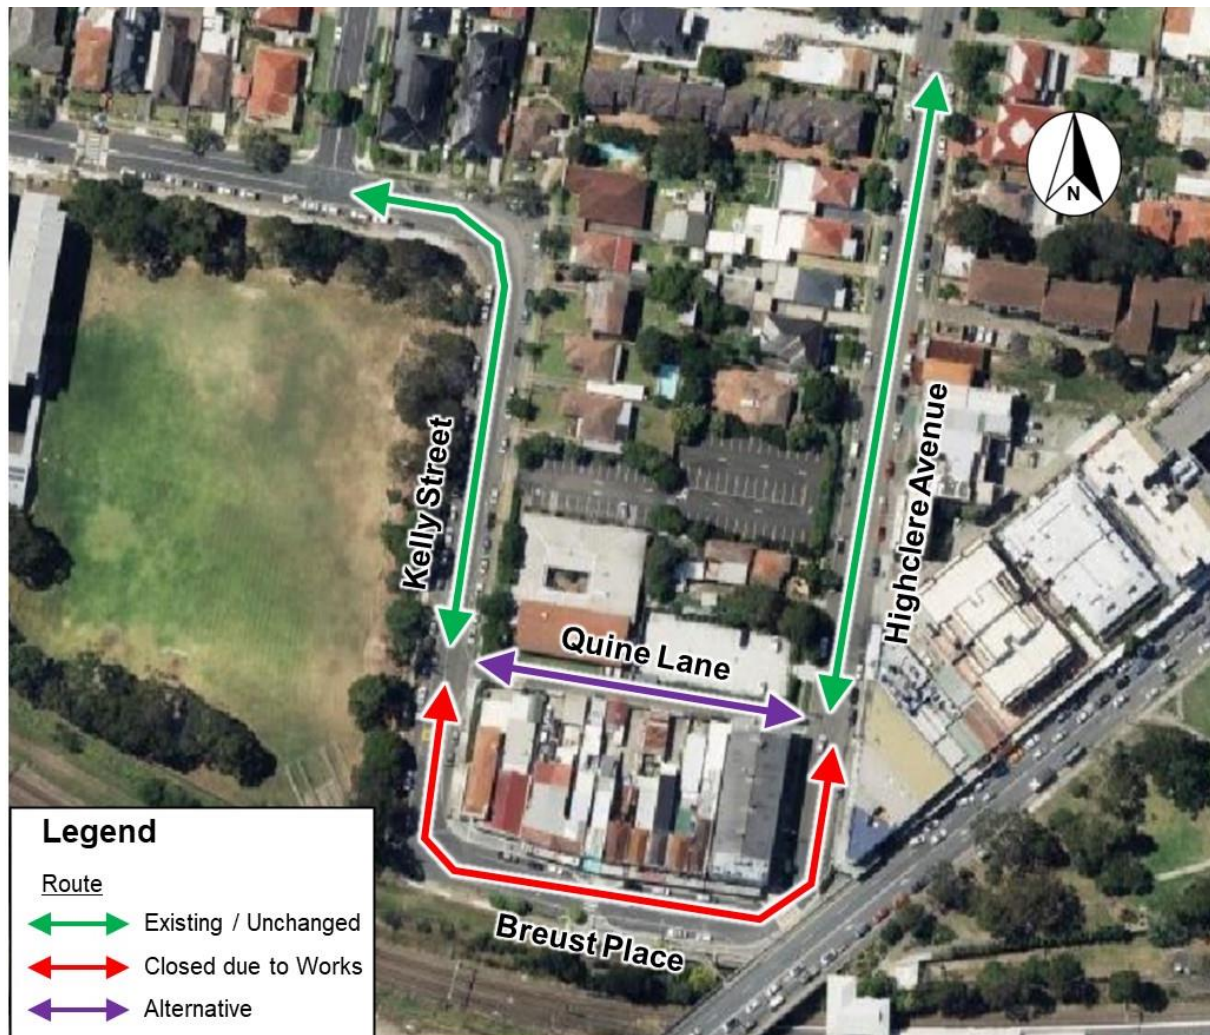 N
Kelly Street
Highclere Avenue
Quine Lane
Breust Place
Legend
Route
Existing / Unchanged
Closed due to Works
Alternative